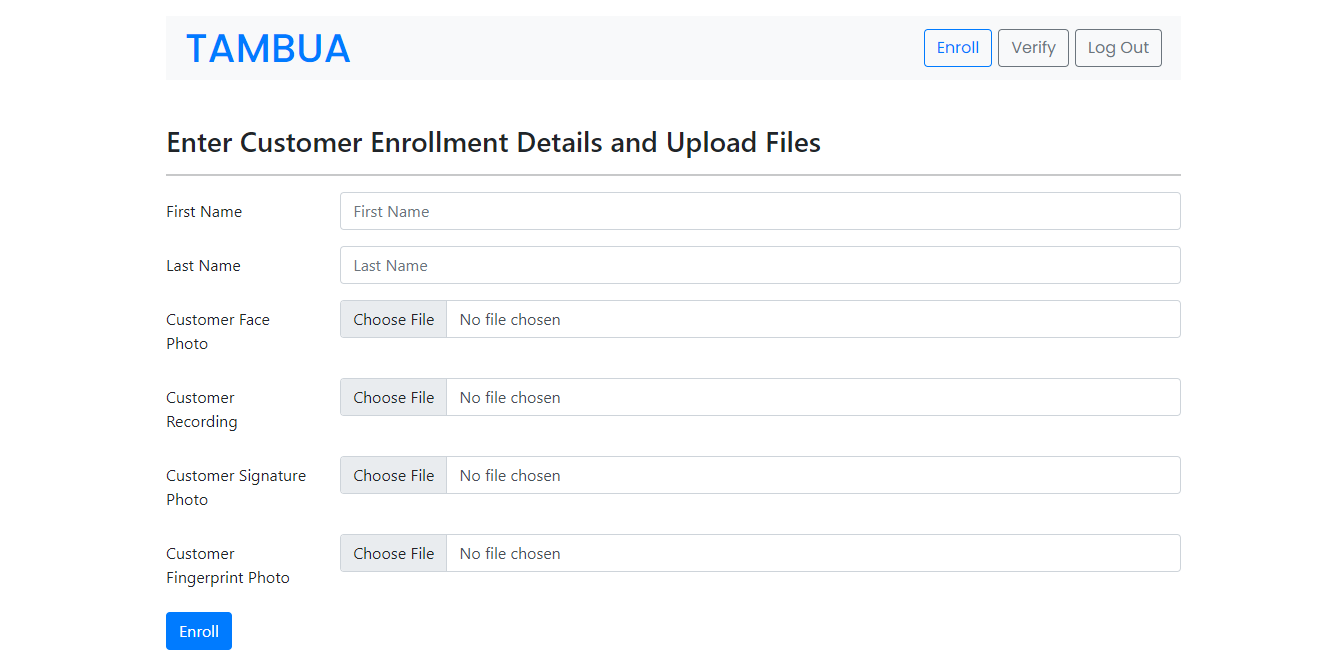 TAMBUA
Enroll
Verify
Log Out
Enter Customer Enrollment Details and Upload Files
First Name
First Name
Last Name
Last Name
Customer Face
Photo
Choose File
No file chosen
Customer
Recording
Choose File
No file chosen
Customer Signature
Photo
Choose File
No file chosen
Customer
Fingerprint Photo
Choose File
No file chosen
Enroll